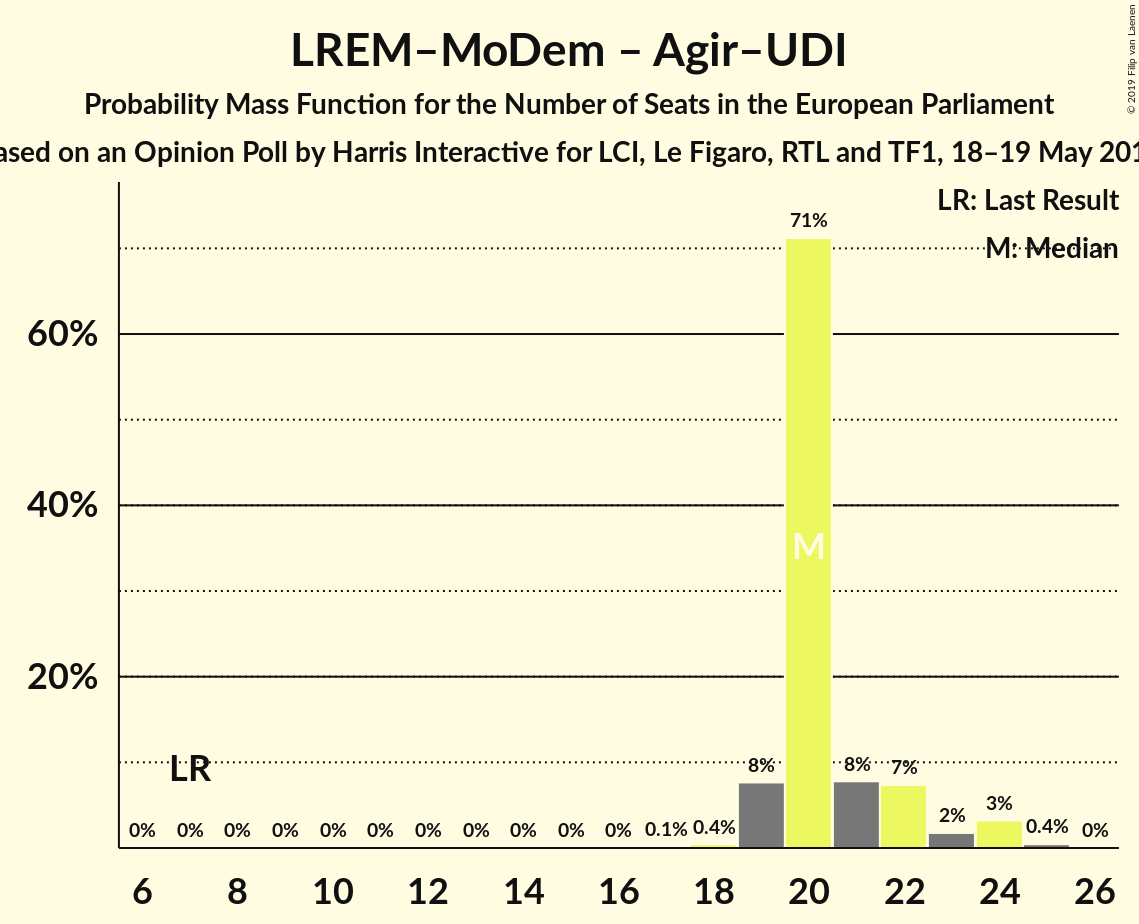 LREM–MoDem – Agir–UDI
Probability Mass Function for the Number of Seats in the European Parliament
ased on an Opinion Poll by Harris Interactive for LCI, Le Figaro, RTL and TF1, 18–19 May 201
© 2019 Filip van Laenen
LR: Last Result
M: Median
71%
60%
40%
M
20%
LR
8%
8%
7%
3%
2%
0% 0% 0% 0% 0% 0% 0% 0% 0% 0% 0% 0.1% 0.4% 0.4% 0%
6 8 10 12 14 16 18 20 22 24 26